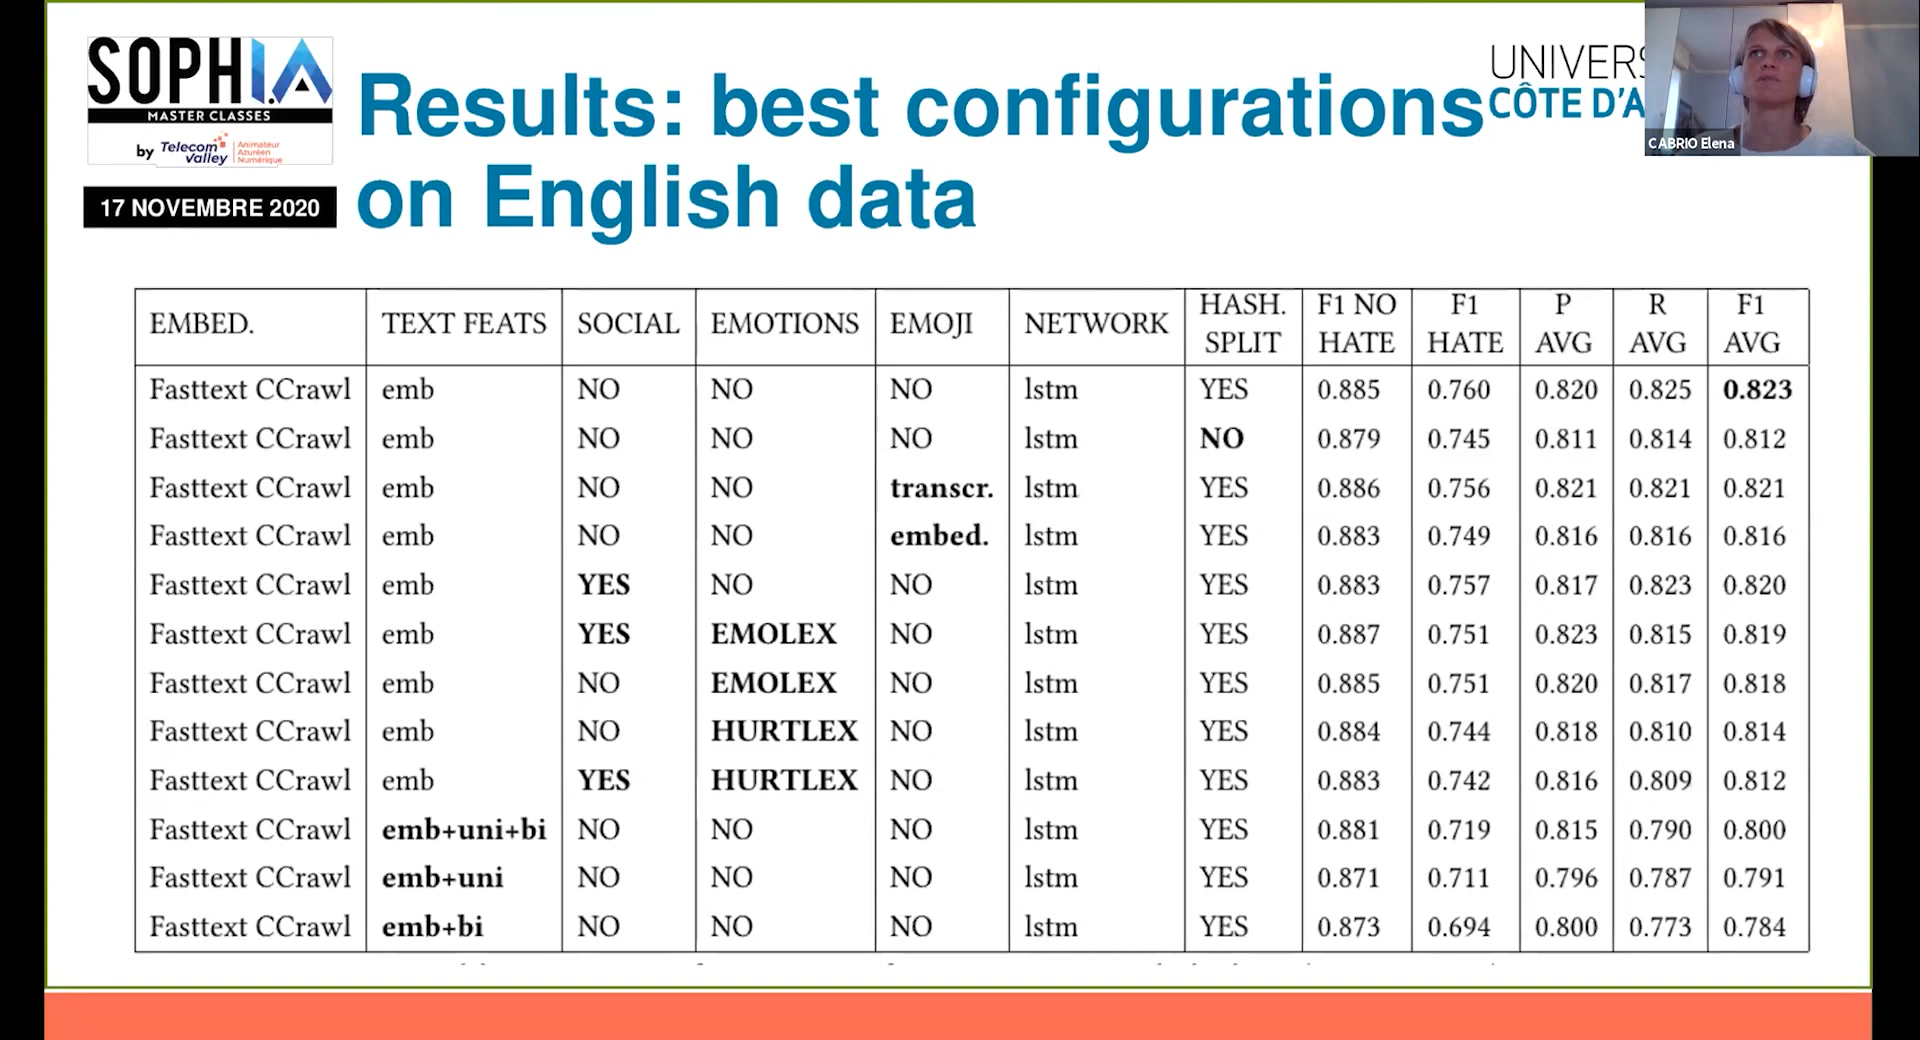 SOPHI.A
MASTER CLASSES
by Telecom Valley Animateur Azuréen Numérique
17 NOVEMBRE 2020
Results: best configurations
on English data
UNIVERS
CÔTE D'A
CABRIO Elena
EMBED. TEXT FEATS SOCIAL EMOTIONS EMOJI NETWORK HASH. SPLIT F1 NO HATE F1 HATE P AVG R AVG F1 AVG
Fasttext CCrawl emb NO NO NO lstm YES 0.885 0.760 0.820 0.825 0.823
Fasttext CCrawl emb NO NO NO lstm NO 0.879 0.745 0.811 0.814 0.812
Fasttext CCrawl emb NO NO transcr. lstm YES 0.886 0.756 0.821 0.821 0.821
Fasttext CCrawl emb NO NO embed. lstm YES 0.883 0.749 0.816 0.816 0.816
Fasttext CCrawl emb YES NO NO lstm YES 0.883 0.757 0.817 0.823 0.820
Fasttext CCrawl emb YES EMOLEX NO lstm YES 0.887 0.751 0.823 0.815 0.819
Fasttext CCrawl emb NO EMOLEX NO lstm YES 0.885 0.751 0.820 0.817 0.818
Fasttext CCrawl emb NO HURTLEX NO lstm YES 0.884 0.744 0.818 0.810 0.814
Fasttext CCrawl emb YES HURTLEX NO lstm YES 0.883 0.742 0.816 0.809 0.812
Fasttext CCrawl emb+uni+bi NO NO NO lstm YES 0.881 0.719 0.815 0.790 0.800
Fasttext CCrawl emb+uni NO NO NO lstm YES 0.871 0.711 0.796 0.787 0.791
Fasttext CCrawl emb+bi NO NO NO lstm YES 0.873 0.694 0.800 0.773 0.784